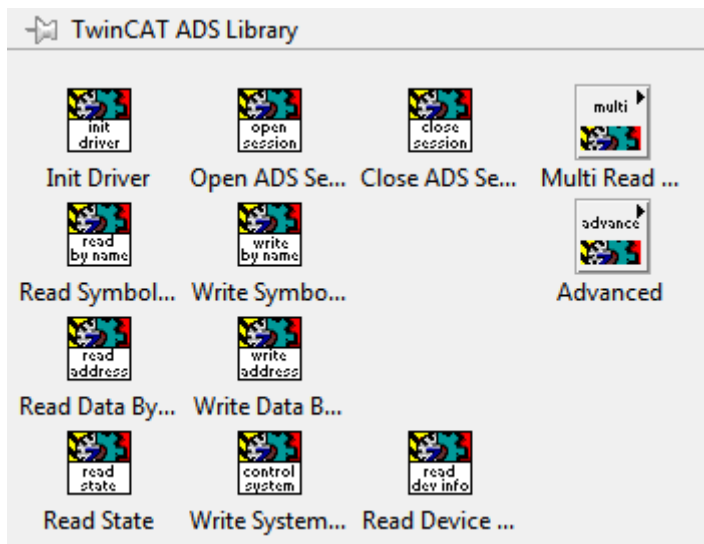 TwinCAT ADS Library
init
driver
open
session
close
session
multi
Init Driver
Open ADS Se...
Close ADS Se...
Multi Read ...
read
by name
write
by name
advance
Read Symbol...
Write Symbo...
Advanced
read
address
write
address
Read Data By...
Write Data B...
read
state
control
system
read
dev info
Read State
Write System...
Read Device ...